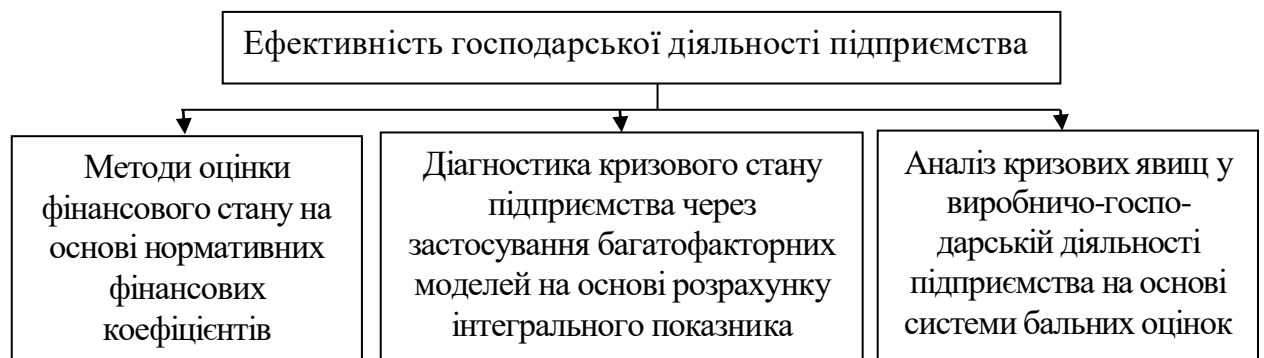 Ефективність господарської діяльності підприємства
Методи оцінки
фінансового стану на
основі нормативних
фінансових
коефіцієнтів
Діагностика кризового стану
підприємства через
застосування багатофакторних
моделей на основі розрахунку
інтегрального показника
Аналіз кризових явищ у
виробничо-госпо-
дарській діяльності
підприємства на основі
системи бальних оцінок